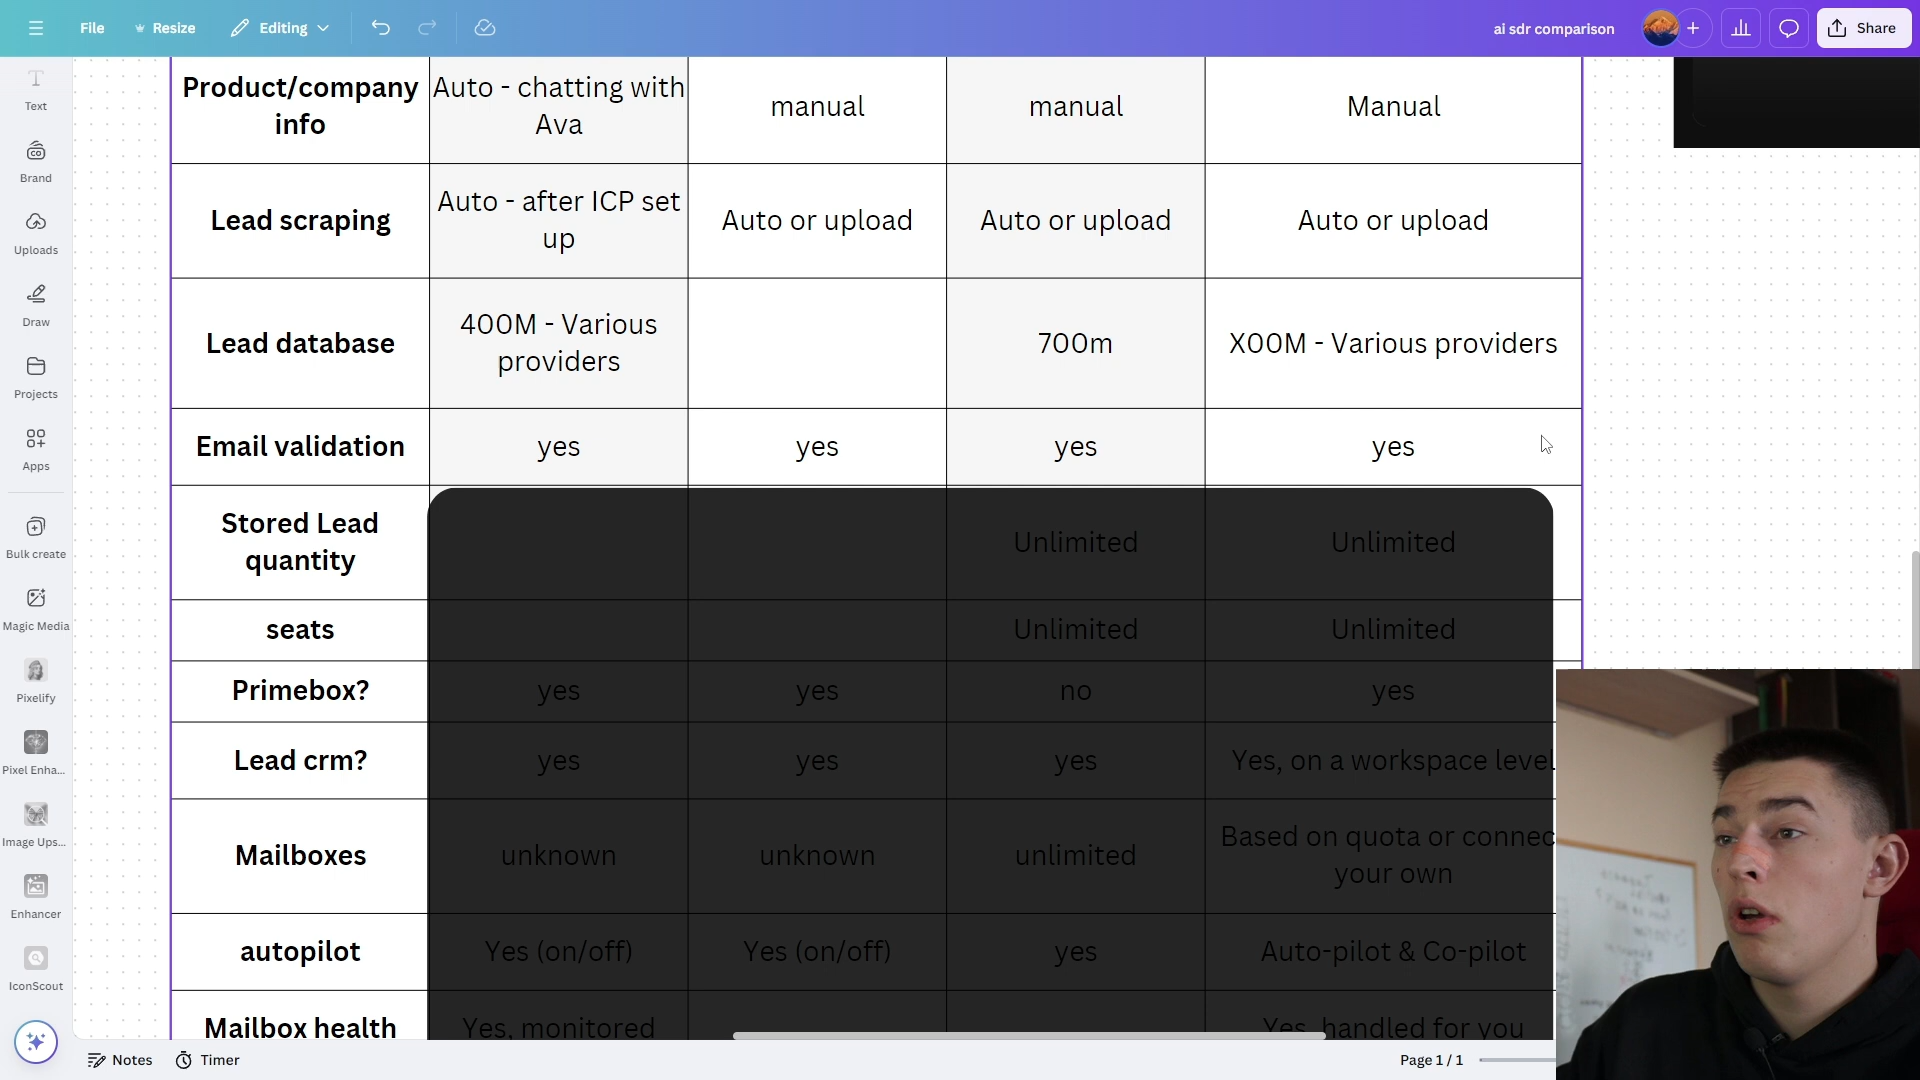 File
Resize
Editing
ai sdr comparison
Share
Text
Brand
Uploads
Draw
Projects
Apps
Bulk create
Magic Media
Pixelify
Pixel Enha...
Image Ups...
Enhancer
IconScout
Product/company
info
Auto - chatting with
Ava
manual
manual
Manual
Lead scraping
Auto - after ICP set
up
Auto or upload
Auto or upload
Auto or upload
Lead database
400M - Various
providers
700m
X00M - Various providers
Email validation
yes
yes
yes
yes
Stored Lead
quantity
Unlimited
Unlimited
seats
Unlimited
Unlimited
Primebox?
yes
yes
no
yes
Lead crm?
yes
yes
yes
Yes, on a workspace level
Mailboxes
unknown
unknown
unlimited
Based on quota or connec
your own
autopilot
Yes (on/off)
Yes (on/off)
yes
Auto-pilot & Co-pilot
Mailbox health
Yes, monitored
Yes, handled for you
Notes
Timer
Page 1 / 1